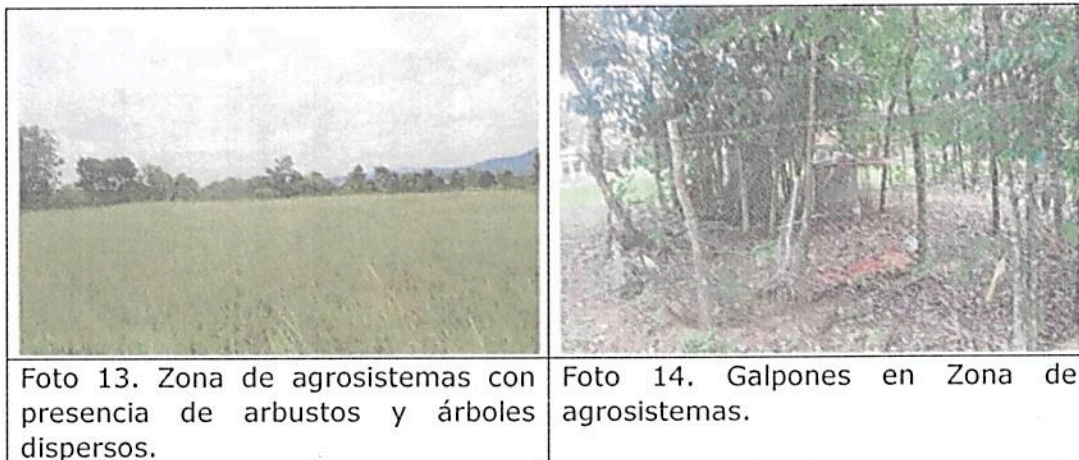 Foto 13. Zona de agrosistemas con
presencia de arbustos y árboles
dispersos.
Foto 14. Galpones en Zona de
agrosistemas.